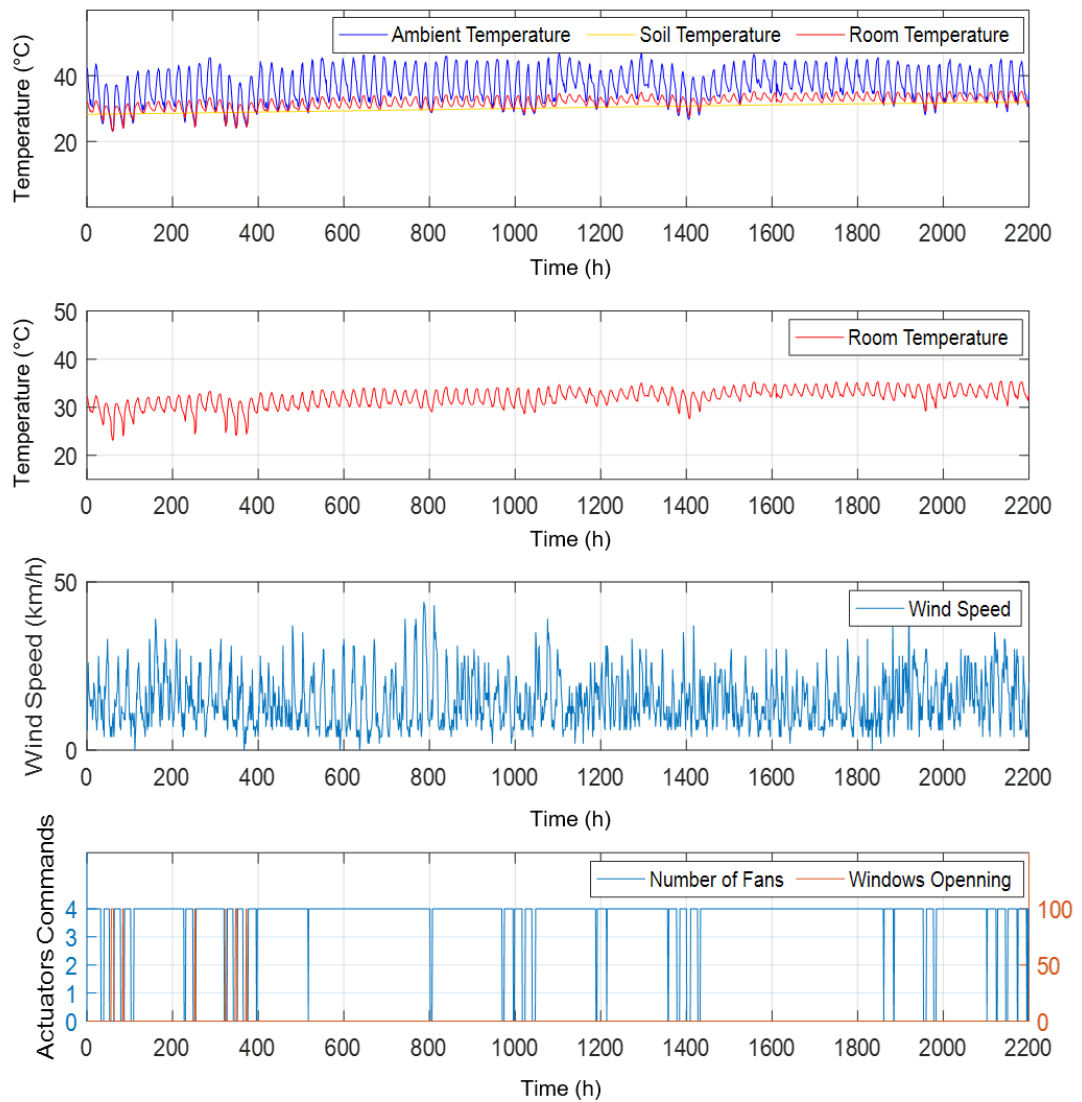 Ambient Temperature Soil Temperature Room Temperature
Temperature (°C)
40
20
0 200 400 600 800 1000 1200 1400 1600 1800 2000 2200
Time (h)
Room Temperature
Temperature (°C)
50
40
30
20
0 200 400 600 800 1000 1200 1400 1600 1800 2000 2200
Time (h)
Wind Speed
Wind Speed (km/h)
50
0
0 200 400 600 800 1000 1200 1400 1600 1800 2000 2200
Time (h)
Number of Fans Windows Openning
Actuators Commands
4
3
2
1
0
100
50
0
0 200 400 600 800 1000 1200 1400 1600 1800 2000 2200
Time (h)